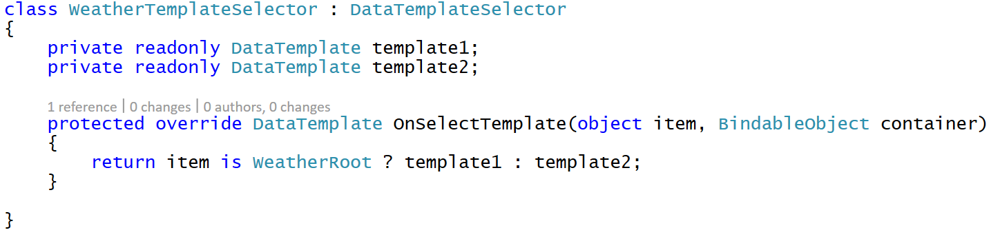 class WeatherTemplateSelector : DataTemplateSelector
{
    private readonly DataTemplate template1;
    private readonly DataTemplate template2;

    1 reference | 0 changes | 0 authors, 0 changes
    protected override DataTemplate OnSelectTemplate(object item, BindableObject container)
    {
        return item is WeatherRoot ? template1 : template2;
    }

}